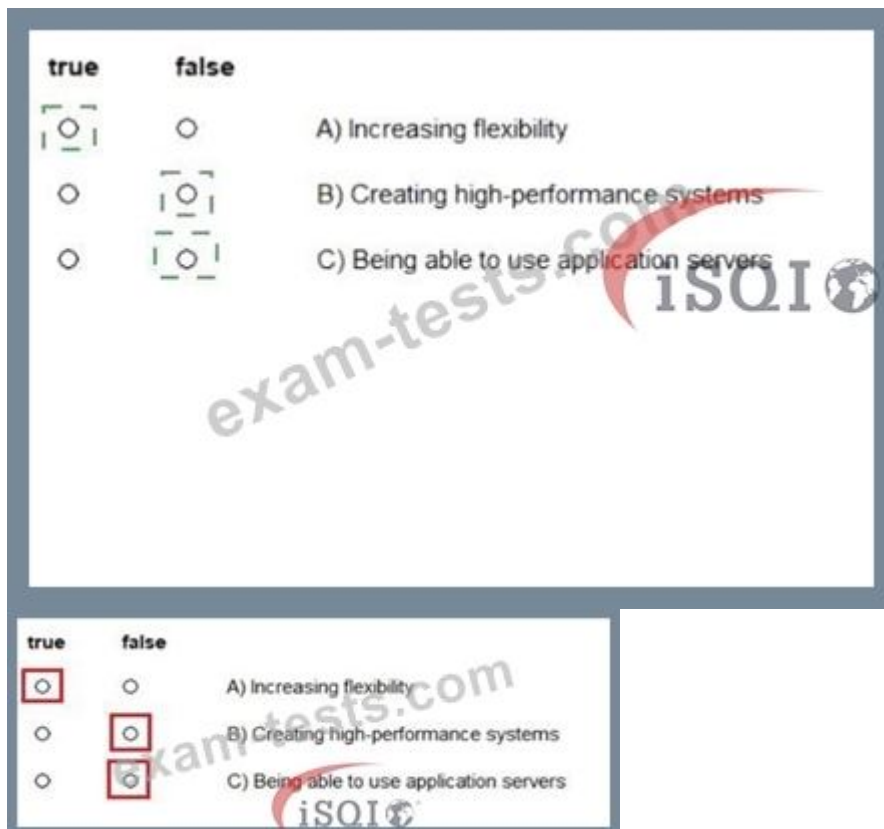 true false
A) Increasing flexibility
B) Creating high-performance systems
C) Being able to use application servers
iSQI
exam-tests.com
true false
A) Increasing flexibility
B) Creating high-performance systems
C) Being able to use application servers
exam-tests.com
iSQI